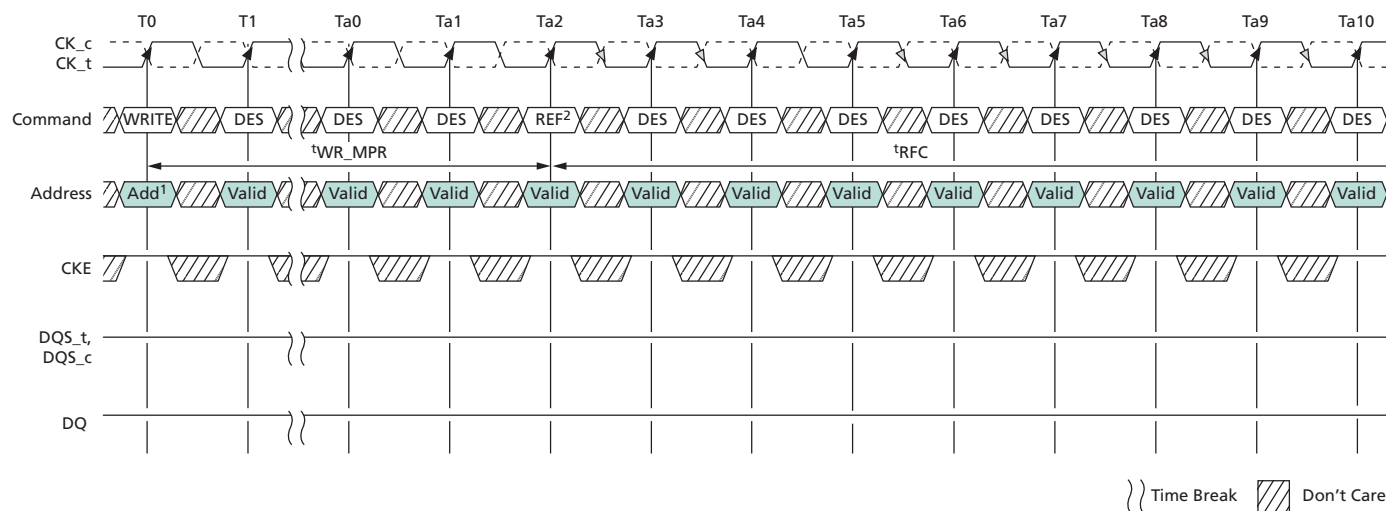 T0 T1 Ta0 Ta1 Ta2 Ta3 Ta4 Ta5 Ta6 Ta7 Ta8 Ta9 Ta10
CK_c
CK_t
Command WRITE DES DES DES REF2 DES DES DES DES DES DES DES DES
tWR_MPR tRFC
Address Add1 Valid Valid Valid Valid Valid Valid Valid Valid Valid Valid Valid Valid
CKE
DQS_t,
DQS_c
DQ
Time Break Don't Care